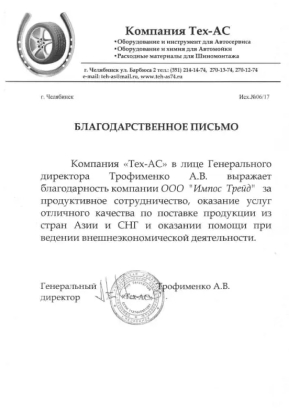 Компания Тех-АС
•Оборудование и инструмент для Автосервиса
•Оборудование и химия для Автомойки
•Расходные материалы для Шиномонтажа
г. Челябинск ул. Барбюса 2 тел.: (351) 214-14-74, 270-13-74, 270-12-74
e-mail: teh-as@mail.ru, www.teh-as74.ru
г. Челябинск Исх.№06/17
БЛАГОДАРСТВЕННОЕ ПИСЬМО
Компания «Тех-АС» в лице Генерального
директора Трофименко А.В. выражает
благодарность компании ООО "Импос Трейд" за
продуктивное сотрудничество, оказание услуг
отличного качества по поставке продукции из
стран Азии и СНГ и оказании помощи при
ведении внешнеэкономической деятельности.
Генеральный Трофименко А.В.
директор «Тех-АС»